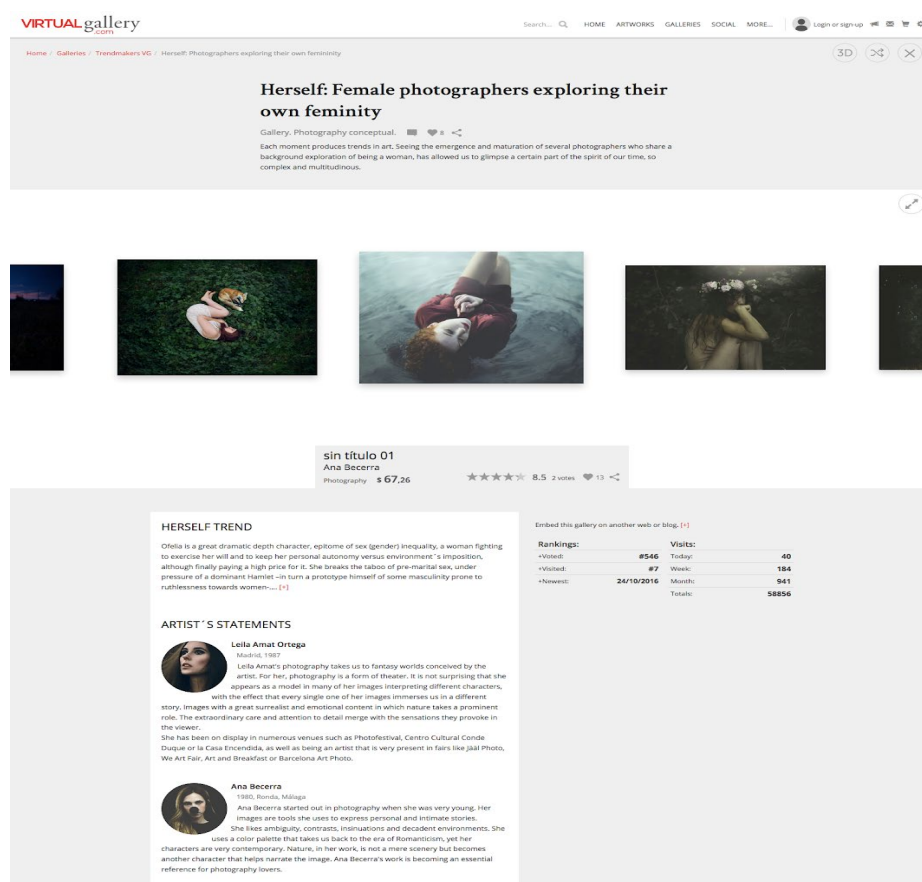 VIRTUALgallery
.com
Search... HOME ARTWORKS GALLERIES SOCIAL MORE... Login or sign-up
Home / Galleries / Trendmakers VG / Herself: Photographers exploring their own femininity
3D
Herself: Female photographers exploring their
own feminity
Gallery. Photography conceptual. 8
Each moment produces trends in art. Seeing the emergence and maturation of several photographers who share a
background exploration of being a woman, has allowed us to glimpse a certain part of the spirit of our time, so
complex and multitudinous.
sin título 01
Ana Becerra
Photography $ 67,26 8.5 2 votes 13
HERSELF TREND
Ofelia is a great dramatic depth character, epitome of sex (gender) inequality, a woman fighting
to exercise her will and to keep her personal autonomy versus environment´s imposition,
although finally paying a high price for it. She breaks the taboo of pre-marital sex, under
pressure of a dominant Hamlet –in turn a prototype himself of some masculinity prone to
ruthlessness towards women-.... [+]
ARTIST´S STATEMENTS
Leila Amat Ortega
Madrid, 1987
Leila Amat's photography takes us to fantasy worlds conceived by the
artist. For her, photography is a form of theater. It is not surprising that she
appears as a model in many of her images interpreting different characters,
with the effect that every single one of her images immerses us in a different
story. Images with a great surrealist and emotional content in which nature takes a prominent
role. The extraordinary care and attention to detail merge with the sensations they provoke in
the viewer.
She has been on display in numerous venues such as Photofestival, Centro Cultural Conde
Duque or la Casa Encendida, as well as being an artist that is very present in fairs like Jääl Photo,
We Art Fair, Art and Breakfast or Barcelona Art Photo.
Ana Becerra
1980, Ronda, Málaga
Ana Becerra started out in photography when she was very young. Her
images are tools she uses to express personal and intimate stories.
She likes ambiguity, contrasts, insinuations and decadent environments. She
uses a color palette that takes us back to the era of Romanticism, yet her
characters are very contemporary. Nature, in her work, is not a mere scenery but becomes
another character that helps narrate the image. Ana Becerra's work is becoming an essential
reference for photography lovers.
Embed this gallery on another web or blog. [+]
Rankings: Visits:
+Voted: #546 Today: 40
+Visited: #7 Week: 184
+Newest: 24/10/2016 Month: 941
Totals: 58856